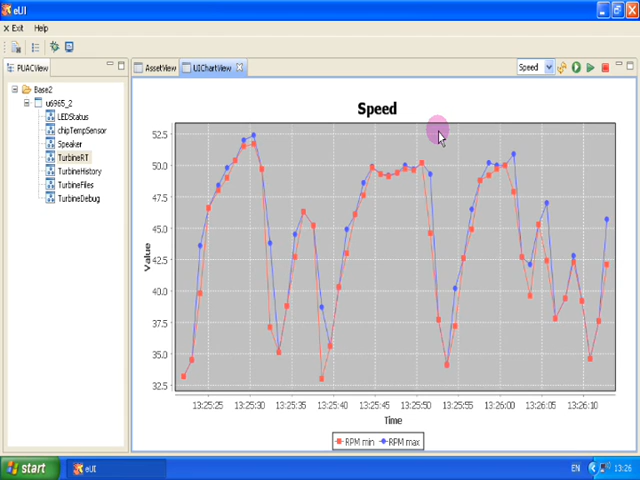 eUI
Exit Help
PUACView
Base2
u6965_2
LEDStatus
chipTempSensor
Speaker
TurbineRT
TurbineHistory
TurbineFiles
TurbineDebug
AssetView UIChartView Speed
Speed
Value
52.5
50.0
47.5
45.0
42.5
40.0
37.5
35.0
32.5
13:25:25 13:25:30 13:25:35 13:25:40 13:25:45 13:25:50 13:25:55 13:26:00 13:26:05 13:26:10
Time
RPM min RPM max
start eUI EN 13:26